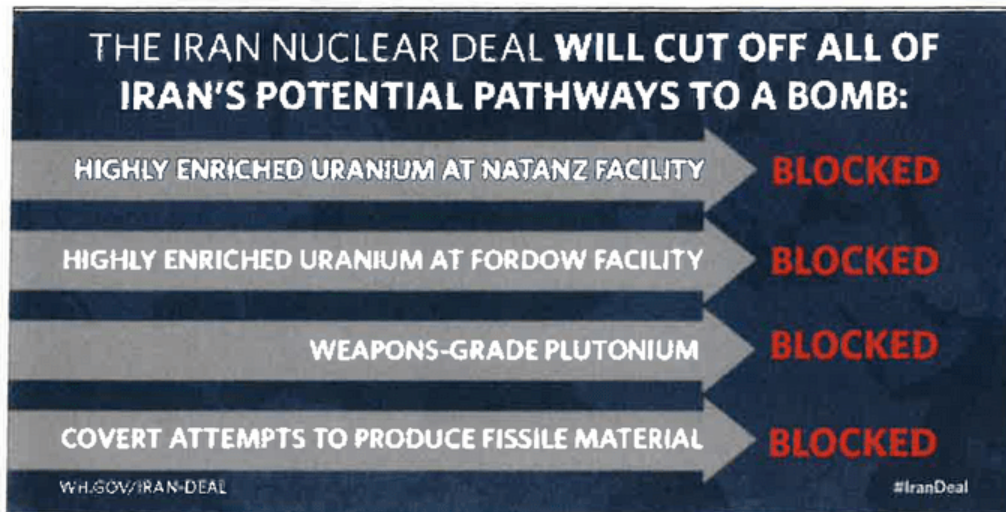 THE IRAN NUCLEAR DEAL WILL CUT OFF ALL OF
IRAN'S POTENTIAL PATHWAYS TO A BOMB:
HIGHLY ENRICHED URANIUM AT NATANZ FACILITY BLOCKED
HIGHLY ENRICHED URANIUM AT FORDOW FACILITY BLOCKED
WEAPONS-GRADE PLUTONIUM BLOCKED
COVERT ATTEMPTS TO PRODUCE FISSILE MATERIAL BLOCKED
WH.GOV/IRAN-DEAL #IranDeal